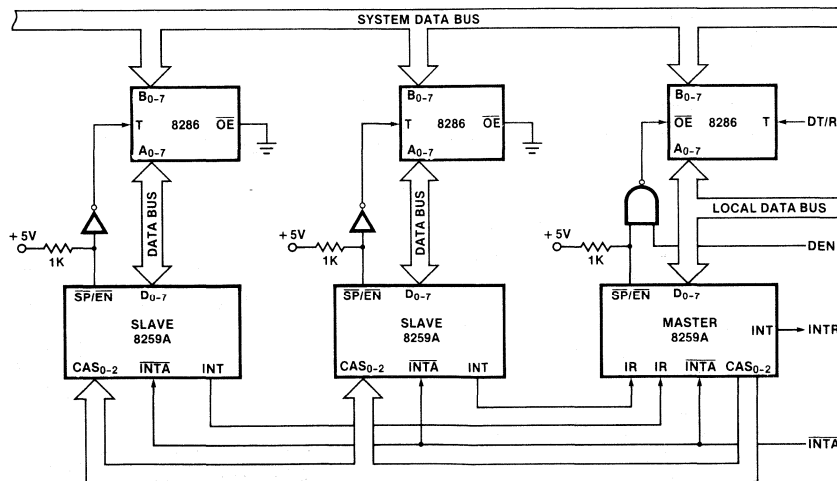 SYSTEM DATA BUS
B0-7
T 8286 OE
A0-7
B0-7
T 8286 OE
A0-7
B0-7
OE 8286 T
A0-7
DT/R
DATA BUS
DATA BUS
LOCAL DATA BUS
+5V
1K
+5V
1K
+5V
1K
DEN
SP/EN D0-7
SLAVE
8259A
CAS0-2 INTA INT
SP/EN D0-7
SLAVE
8259A
CAS0-2 INTA INT
SP/EN D0-7
MASTER
8259A
INT
IR IR INTA CAS0-2
INTR
INTA